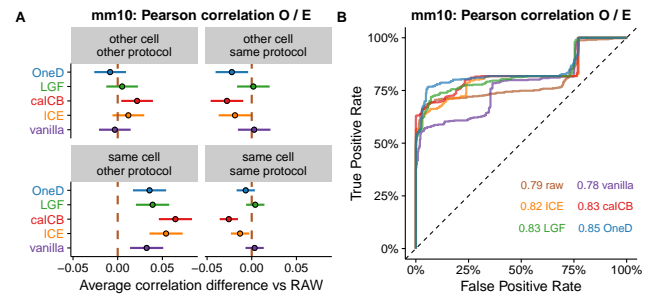 A
mm10: Pearson correlation O / E
other cell
other protocol
other cell
same protocol
OneD
LGF
calCB
ICE
vanilla
same cell
other protocol
same cell
same protocol
OneD
LGF
calCB
ICE
vanilla
−0.05
0.00
0.05
−0.05
0.00
0.05
Average correlation difference vs RAW
B
mm10: Pearson correlation O / E
True Positive Rate
100%
75%
50%
25%
0%
0.79 raw
0.78 vanilla
0.82 ICE
0.83 calCB
0.83 LGF
0.85 OneD
0%
25%
50%
75%
100%
False Positive Rate